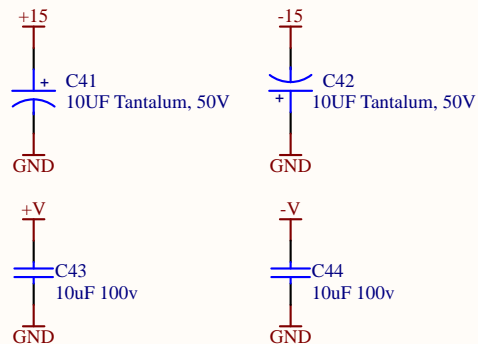 +15
+
C41
10UF Tantalum, 50V
GND
-15
C42
+
10UF Tantalum, 50V
GND
+V
C43
10uF 100v
GND
-V
C44
10uF 100v
GND